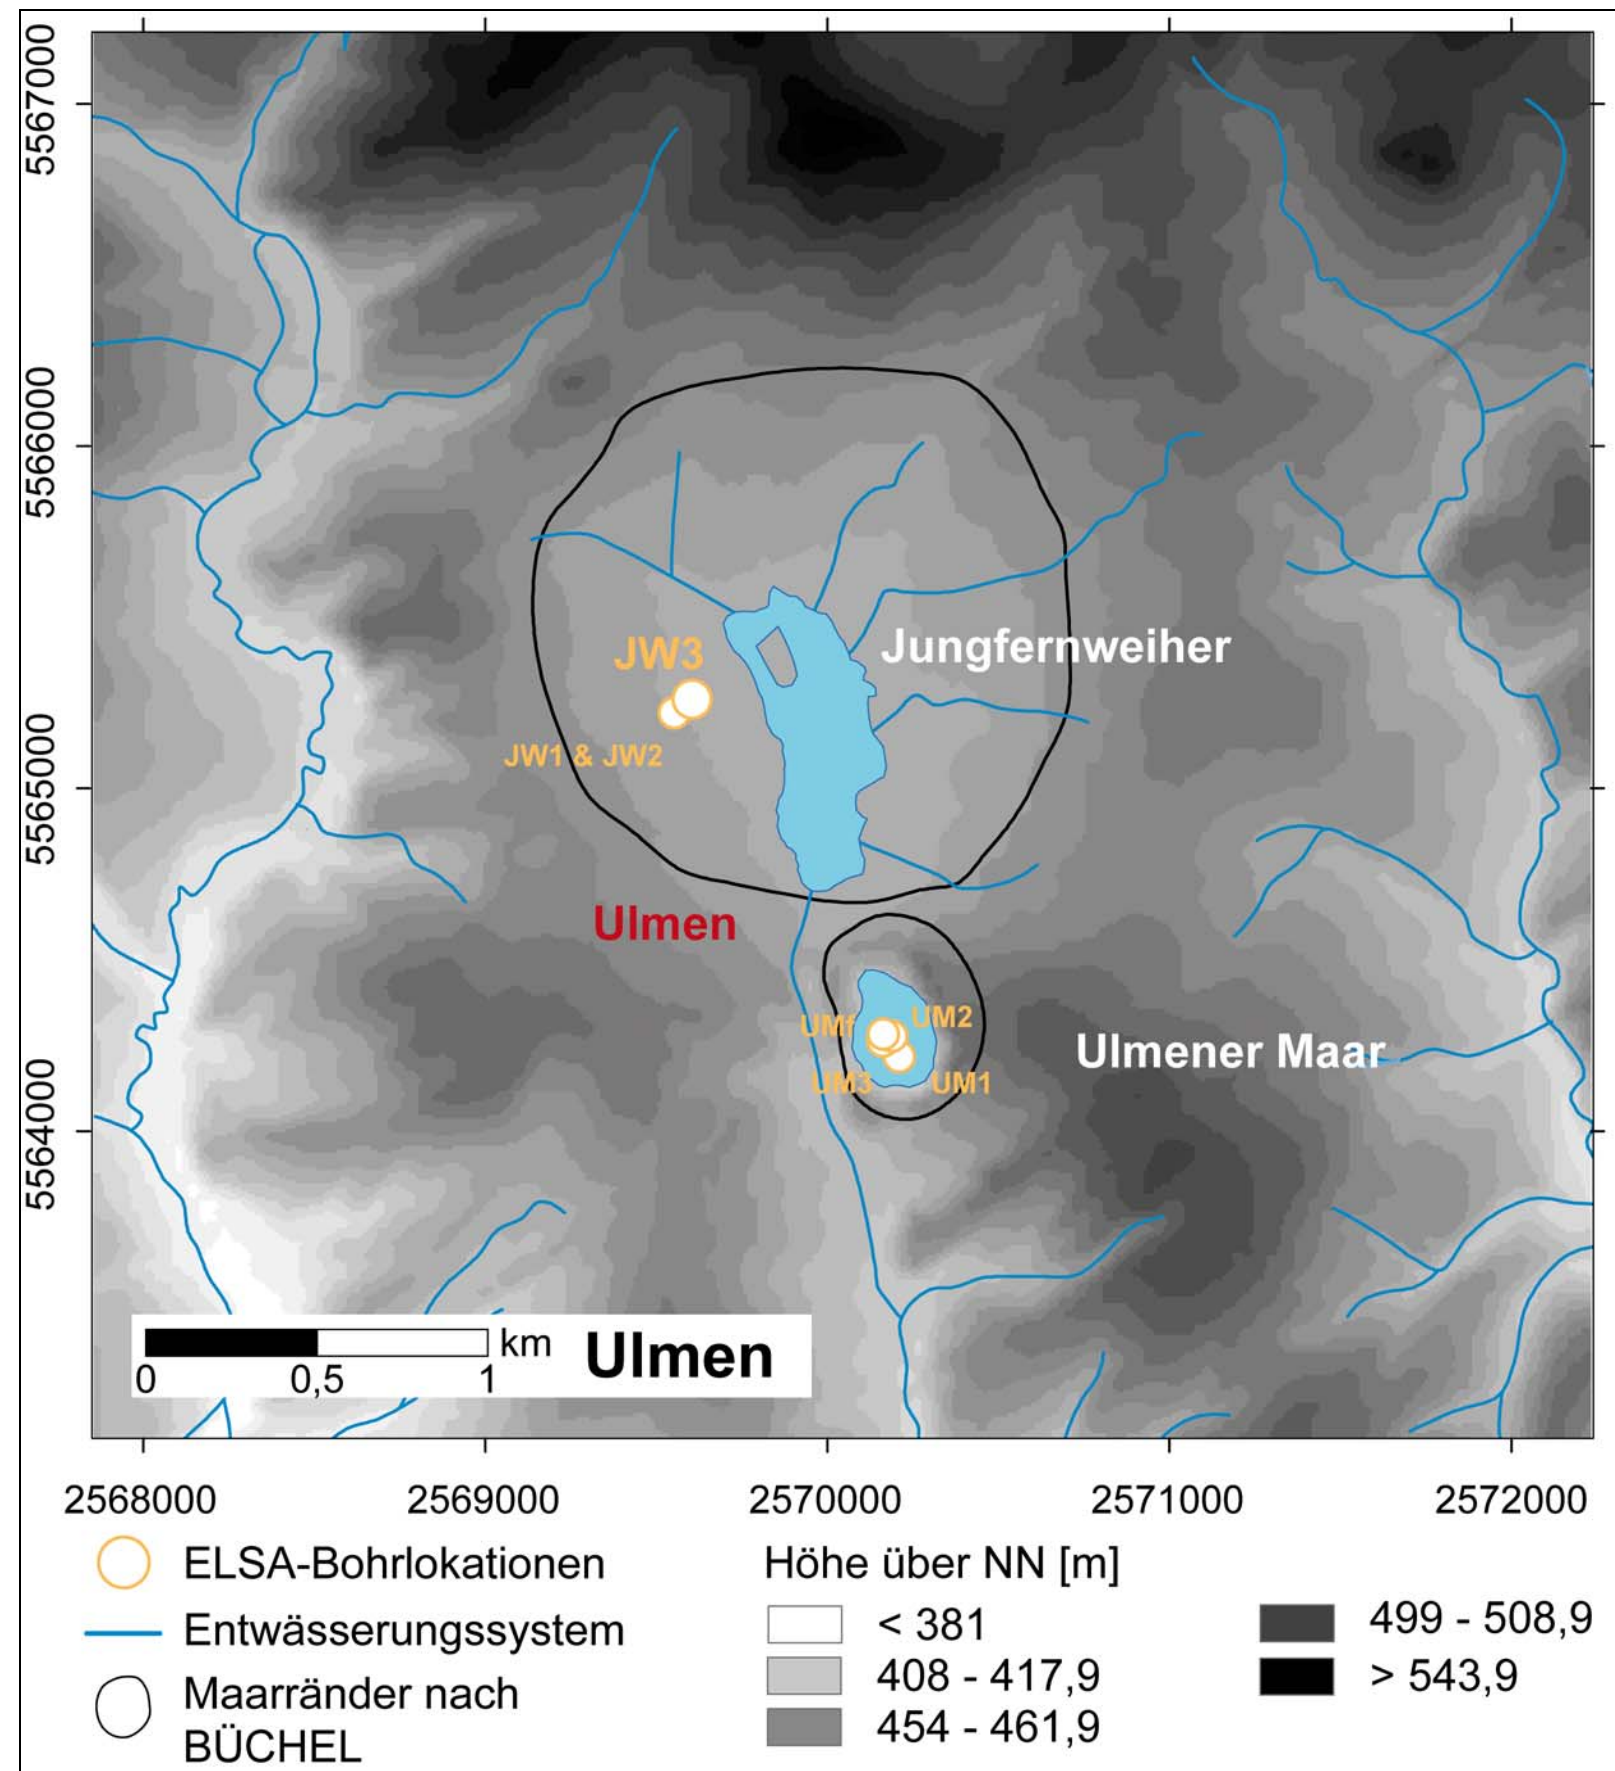 5567000
5566000
5565000
5564000
Jungfernweiher
JW3
JW1 & JW2
Ulmen
UMf
UM2
Ulmener Maar
UM3
UM1
km
Ulmen
0
0,5
1
2568000
2569000
2570000
2571000
2572000
ELSA-Bohrlokationen
Entwässerungssystem
Maarränder nach
BÜCHEL
Höhe über NN [m]
< 381
408 - 417,9
454 - 461,9
499 - 508,9
> 543,9